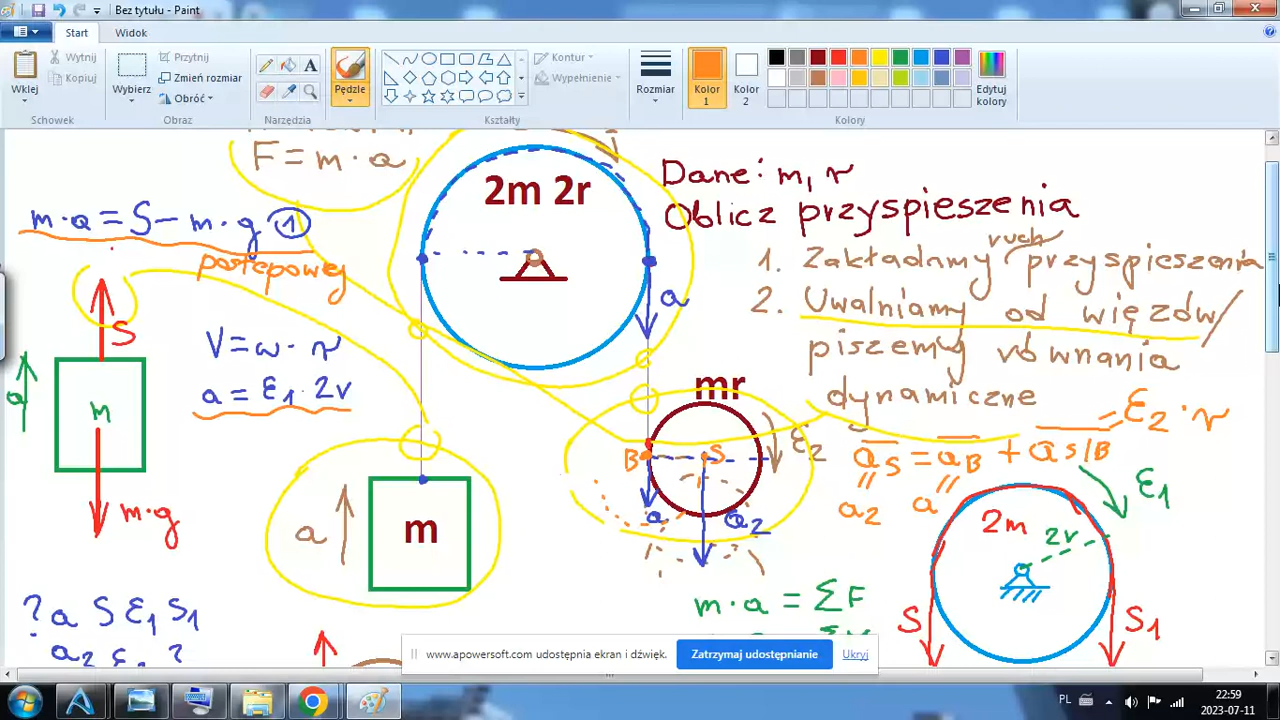 Bez tytułu - Paint
Start
Widok
Wklej
Wytnij
Kopiuj
Schowek
Wybierz
Przytnij
Zmień rozmiar
Obróć
Obraz
Narzędzia
Pędzle
Kształty
Kontur
Wypełnienie
Rozmiar
Kolor 1
Kolor 2
Edytuj kolory
Kolory
F = m · a
m · a = S - m · g 1
postępowej
S
a
m
m · g
V = ω · r
a = ε1 · 2r
2m 2r
a
a
m
mr
ε2
B
S
a
a2
Dane: m, r
Oblicz przyspieszenia
ruch
1. Zakładamy przyspieszenia
2. Uwalniamy od więzów/
piszemy równania
dynamiczne
= ε2 · r
aS = aB + aS/B
a2
a
ε1
2m
2r
S
S1
m · a = ΣF
? a S ε1 S1
a2 ε2 ?
www.apowersoft.com udostępnia ekran i dźwięk.
Zatrzymaj udostępnianie
Ukryj
PL
22:59
2023-07-11